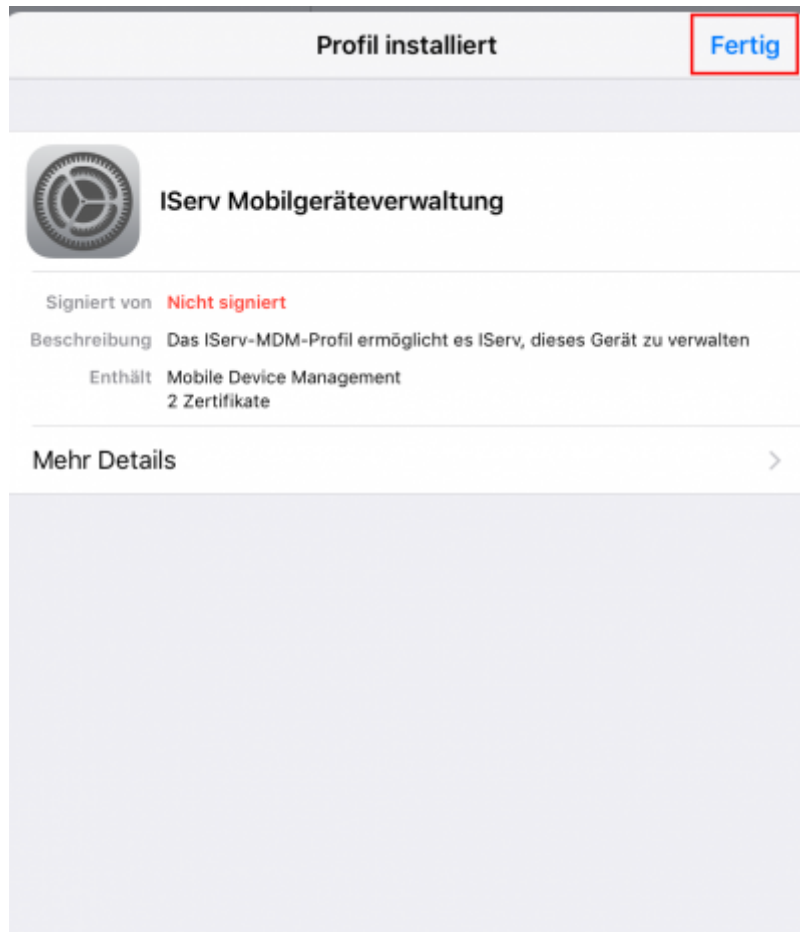 Profil installiert
Fertig
IServ Mobilgeräteverwaltung
Signiert von Nicht signiert
Beschreibung Das IServ-MDM-Profil ermöglicht es IServ, dieses Gerät zu verwalten
Enthält Mobile Device Management
2 Zertifikate
Mehr Details